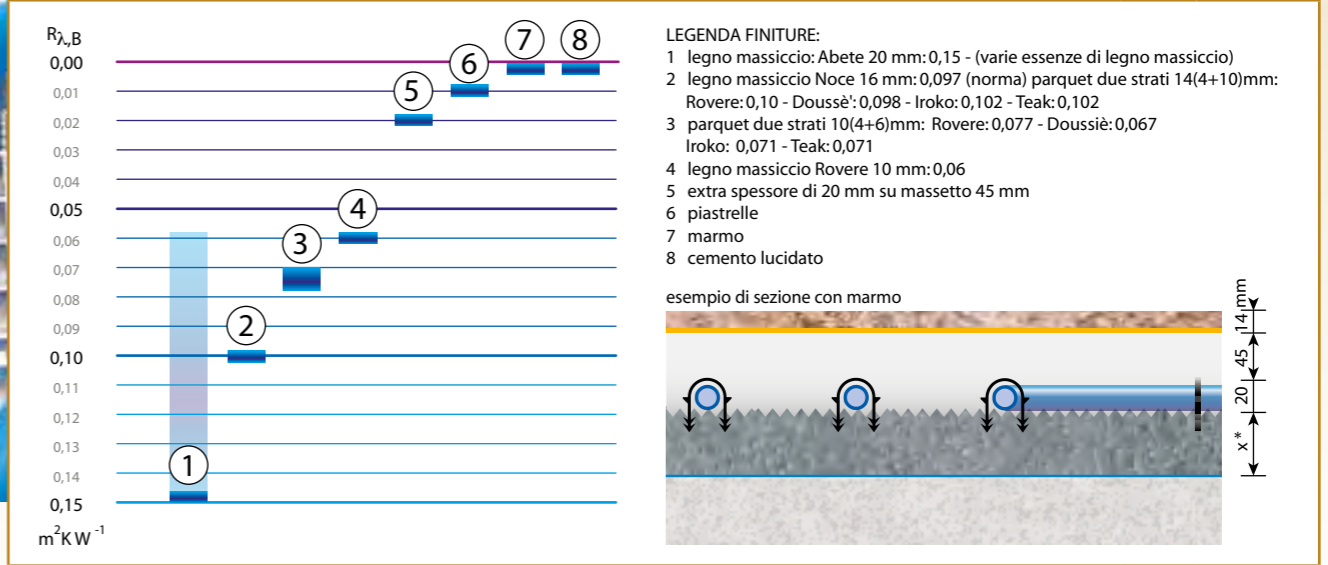 R λ,B
0,00
0,01
0,02
0,03
0,04
0,05
0,06
0,07
0,08
0,09
0,10
0,11
0,12
0,13
0,14
0,15
m²K W⁻¹
1
2
3
4
5
6
7
8
LEGENDA FINITURE:
1 legno massiccio: Abete 20 mm: 0,15 - (varie essenze di legno massiccio)
2 legno massiccio Noce 16 mm: 0,097 (norma) parquet due strati 14(4+10)mm:
Rovere: 0,10 - Doussè': 0,098 - Iroko: 0,102 - Teak: 0,102
3 parquet due strati 10(4+6)mm: Rovere: 0,077 - Doussiè: 0,067
Iroko: 0,071 - Teak: 0,071
4 legno massiccio Rovere 10 mm: 0,06
5 extra spessore di 20 mm su massetto 45 mm
6 piastrelle
7 marmo
8 cemento lucidato
esempio di sezione con marmo
14 mm
45
20
x*